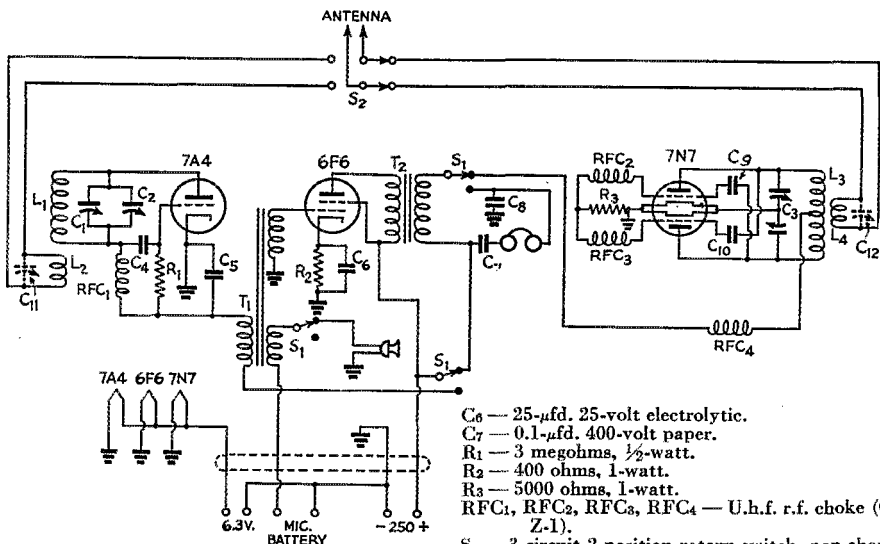 ANTENNA
S2
7A4
6F6
T2
S1
C8
C7
RFC2
7N7
C9
R3
L3
C3
L4
C12
RFC3
C10
RFC4
L1
C1
C2
C4
R1
C5
L2
C11
RFC1
T1
R2
C6
S1
S1
7A4 6F6 7N7
6.3V. MIC. BATTERY - 250 +
C6 — 25-μfd. 25-volt electrolytic.
C7 — 0.1-μfd. 400-volt paper.
R1 — 3 megohms, ½-watt.
R2 — 400 ohms, 1-watt.
R3 — 5000 ohms, 1-watt.
RFC1, RFC2, RFC3, RFC4 — U.h.f. r.f. choke (
Z-1).